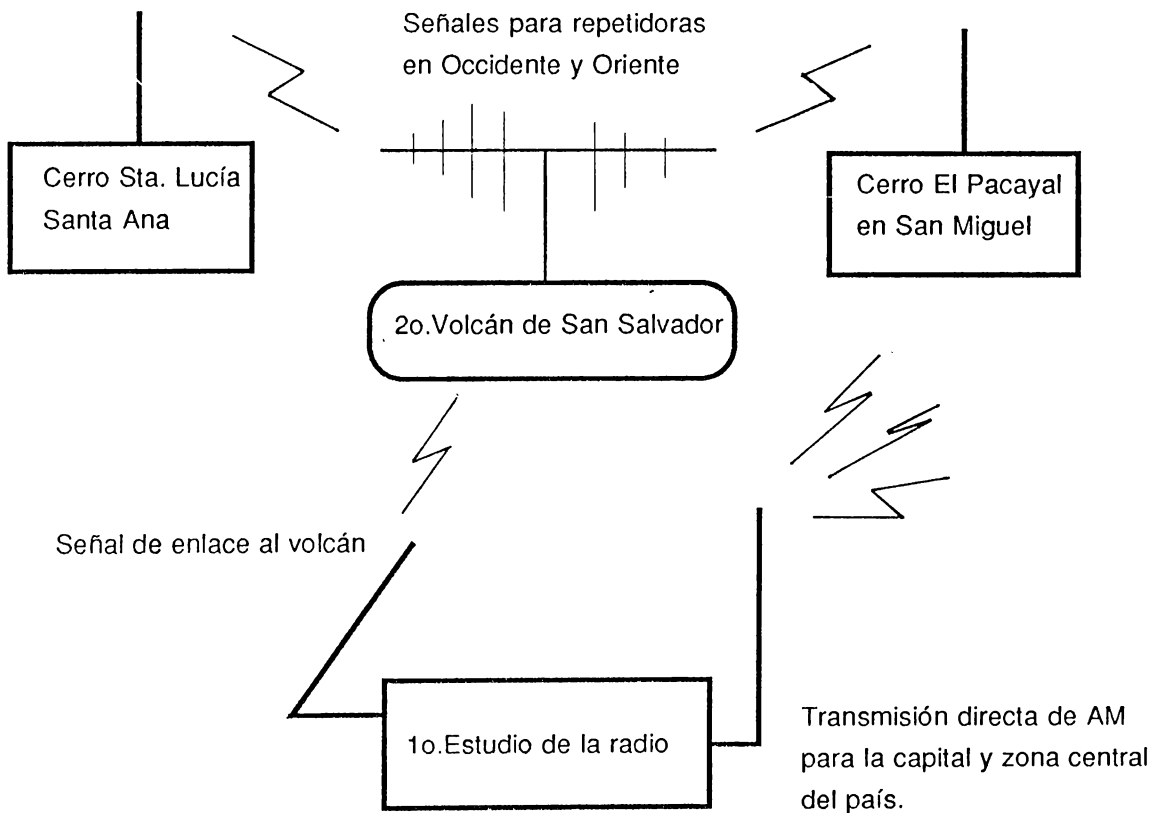 Señales para repetidoras
en Occidente y Oriente
Cerro Sta. Lucía
Santa Ana
Cerro El Pacayal
en San Miguel
2o.Volcán de San Salvador
Señal de enlace al volcán
1o.Estudio de la radio
Transmisión directa de AM
para la capital y zona central
del país.